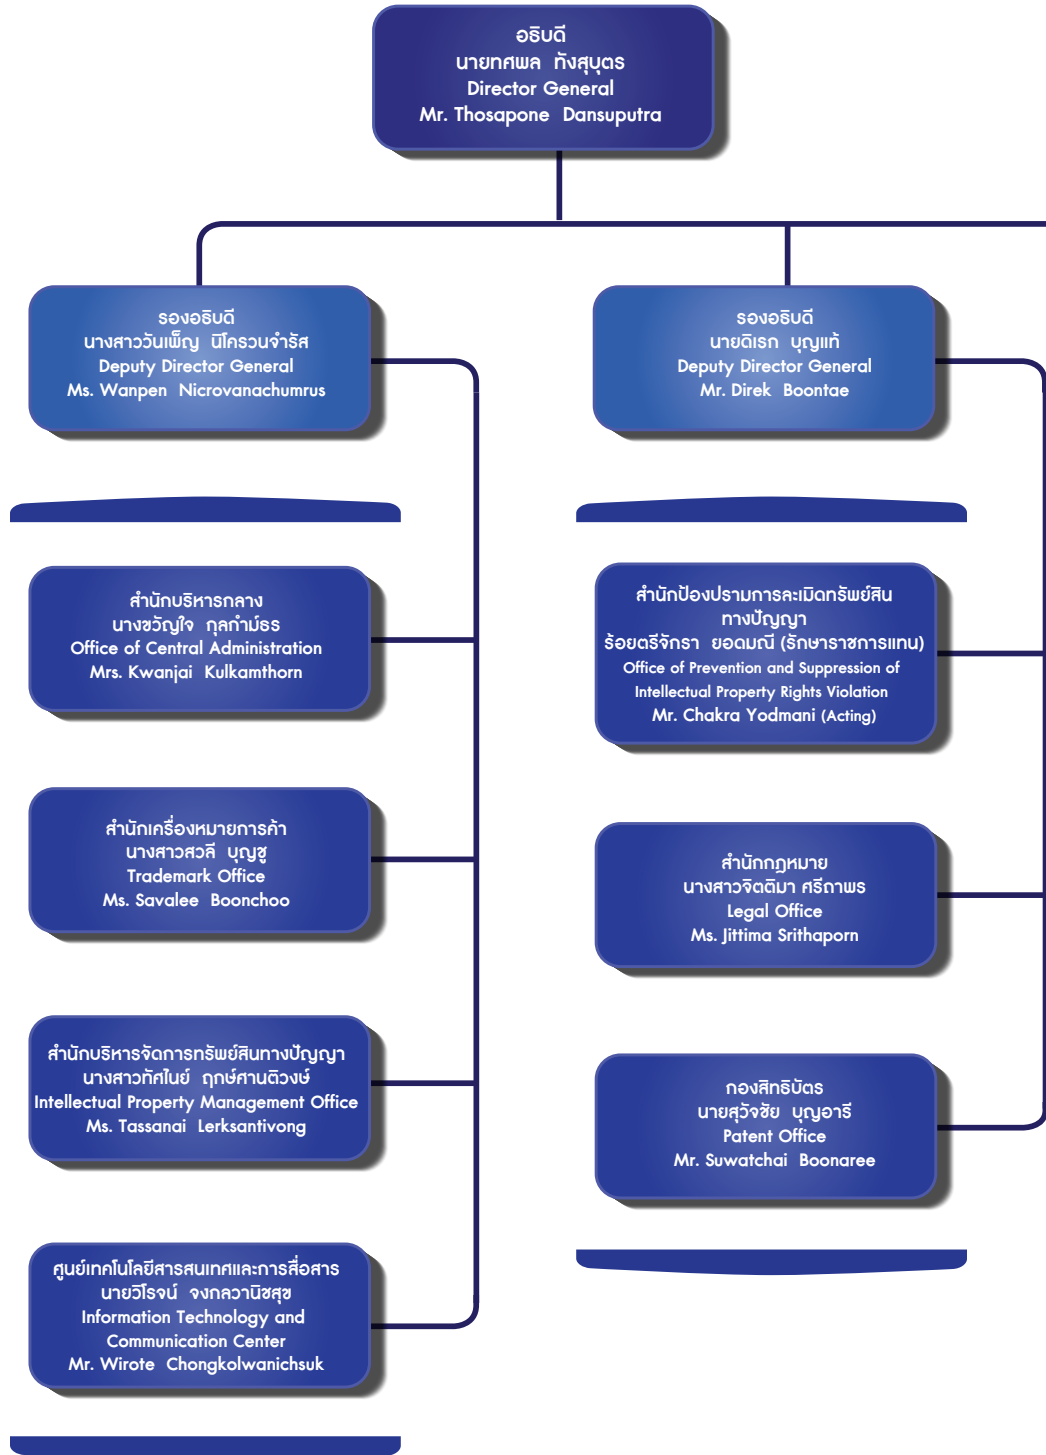 อธิบดี
นายทศพล ทังสุบุตร
Director General
Mr. Thosapone Dansuputra
รองอธิบดี
นางสาววันเพ็ญ นิโครวนจำรัส
Deputy Director General
Ms. Wanpen Nicrovanachumrus
รองอธิบดี
นายดิเรก บุญแท้
Deputy Director General
Mr. Direk Boontae
สำนักบริหารกลาง
นางขวัญใจ กุลกำม์ธร
Office of Central Administration
Mrs. Kwanjai Kulkamthorn
สำนักเครื่องหมายการค้า
นางสาวสวลี บุญชู
Trademark Office
Ms. Savalee Boonchoo
สำนักบริหารจัดการทรัพย์สินทางปัญญา
นางสาวทัศไนย์ ฤกษ์ศานติวงษ์
Intellectual Property Management Office
Ms. Tassanai Lerksantivong
ศูนย์เทคโนโลยีสารสนเทศและการสื่อสาร
นายวิโรจน์ จงกลวานิชสุข
Information Technology and
Communication Center
Mr. Wirote Chongkolwanichsuk
สำนักป้องปรามการละเมิดทรัพย์สิน
ทางปัญญา
ร้อยตรีจักรา ยอดมณี (รักษาราชการแทน)
Office of Prevention and Suppression of
Intellectual Property Rights Violation
Mr. Chakra Yodmani (Acting)
สำนักกฎหมาย
นางสาวจิตติมา ศรีถาพร
Legal Office
Ms. Jittima Srithaporn
กองสิทธิบัตร
นายสุวัจชัย บุญอารี
Patent Office
Mr. Suwatchai Boonaree